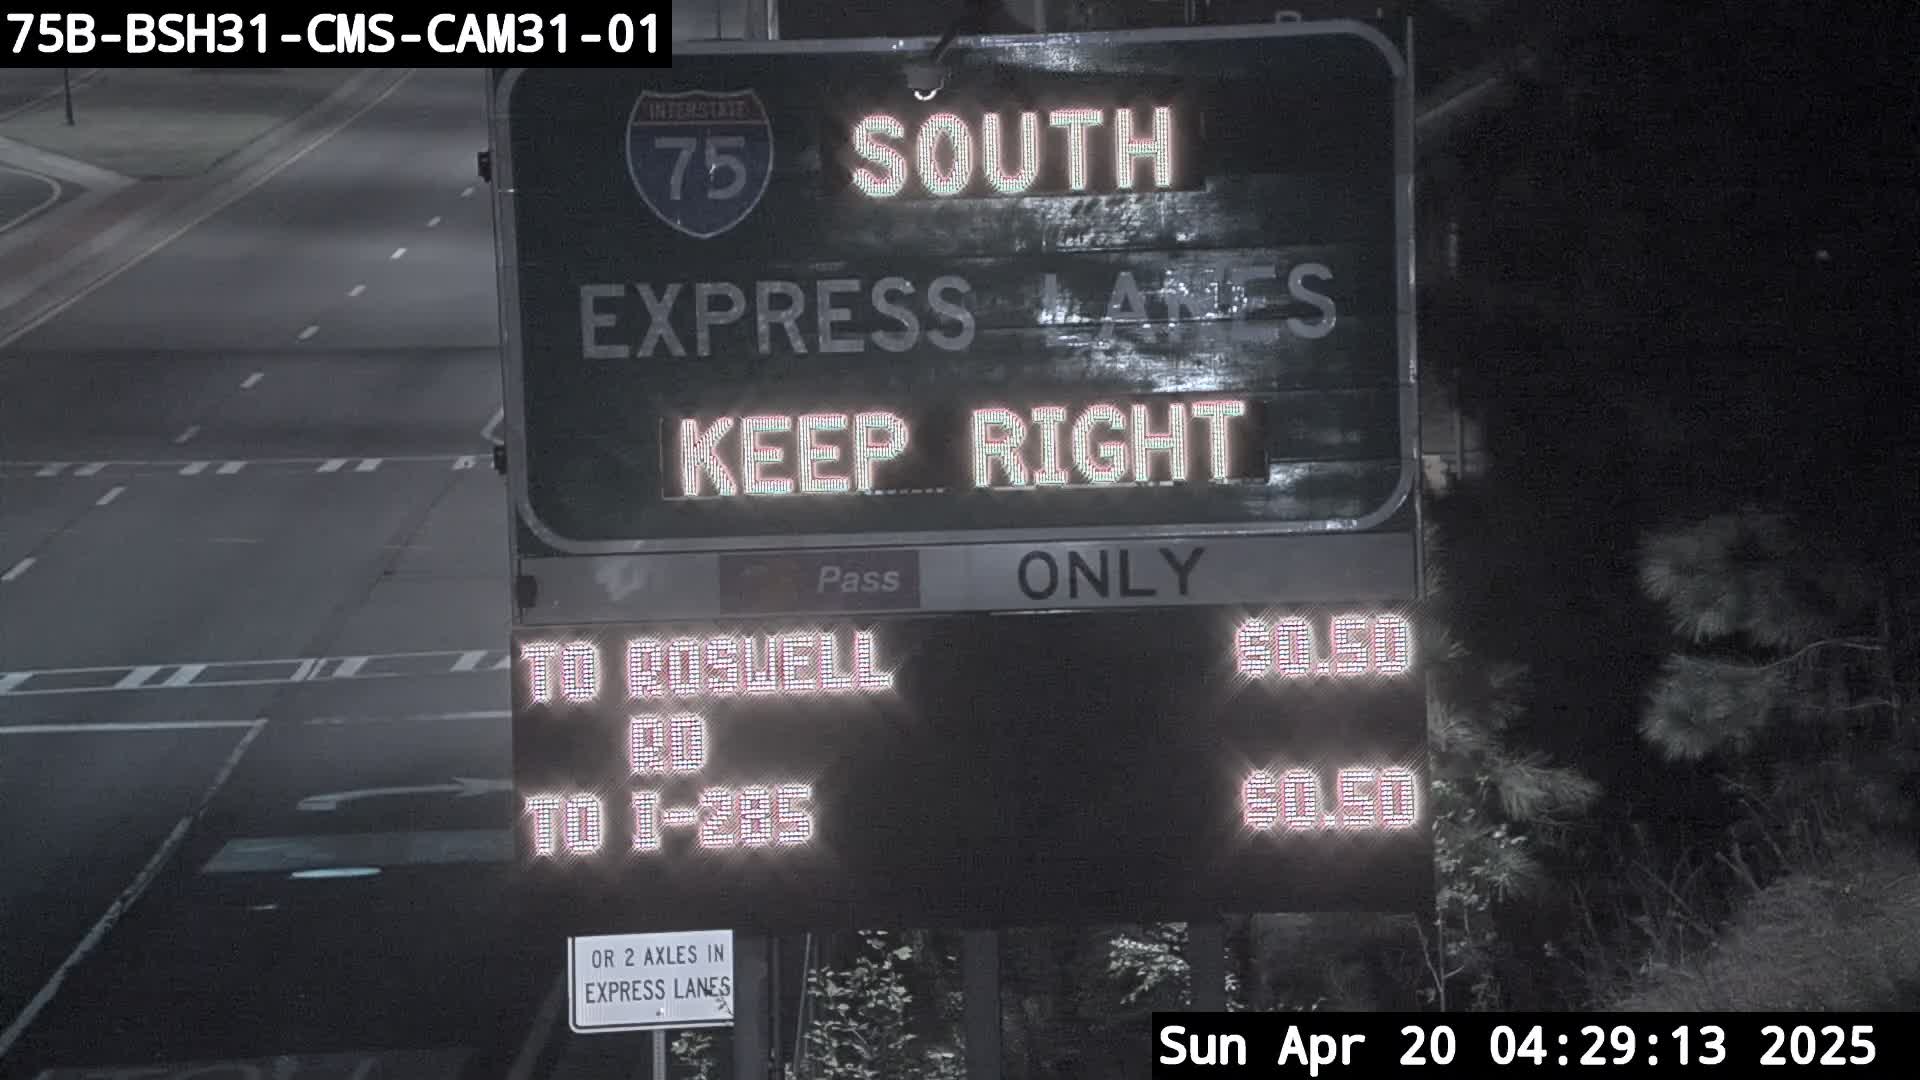 75B-BSH31-CMS-CAM31-01
INTERSTATE
75
SOUTH
EXPRESS LANES
KEEP RIGHT
Pass ONLY
TO ROSWELL $0.50
RD
TO I-285 $0.50
OR 2 AXLES IN
EXPRESS LANES
Sun Apr 20 04:29:13 2025